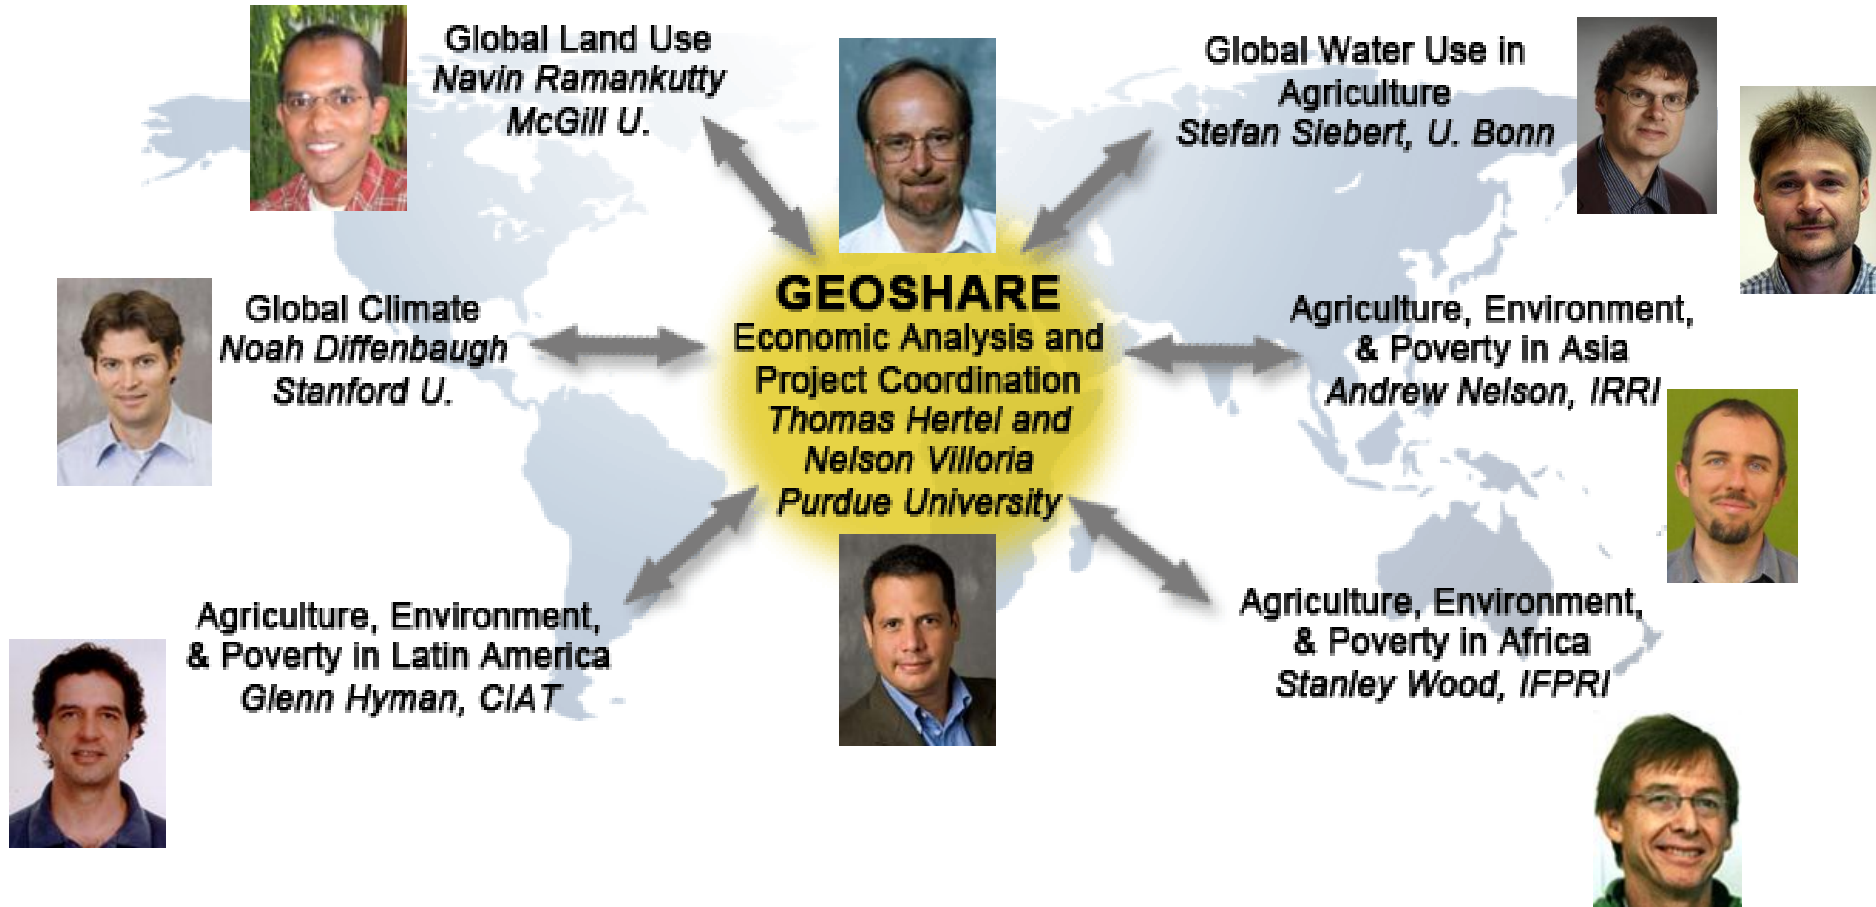 Global Land Use
Navin Ramankutty
McGill U.
Global Water Use in
Agriculture
Stefan Siebert, U. Bonn
Global Climate
Noah Diffenbaugh
Stanford U.
GEOSHARE
Economic Analysis and
Project Coordination
Thomas Hertel and
Nelson Villoria
Purdue University
Agriculture, Environment,
& Poverty in Asia
Andrew Nelson, IRRI
Agriculture, Environment,
& Poverty in Latin America
Glenn Hyman, CIAT
Agriculture, Environment,
& Poverty in Africa
Stanley Wood, IFPRI